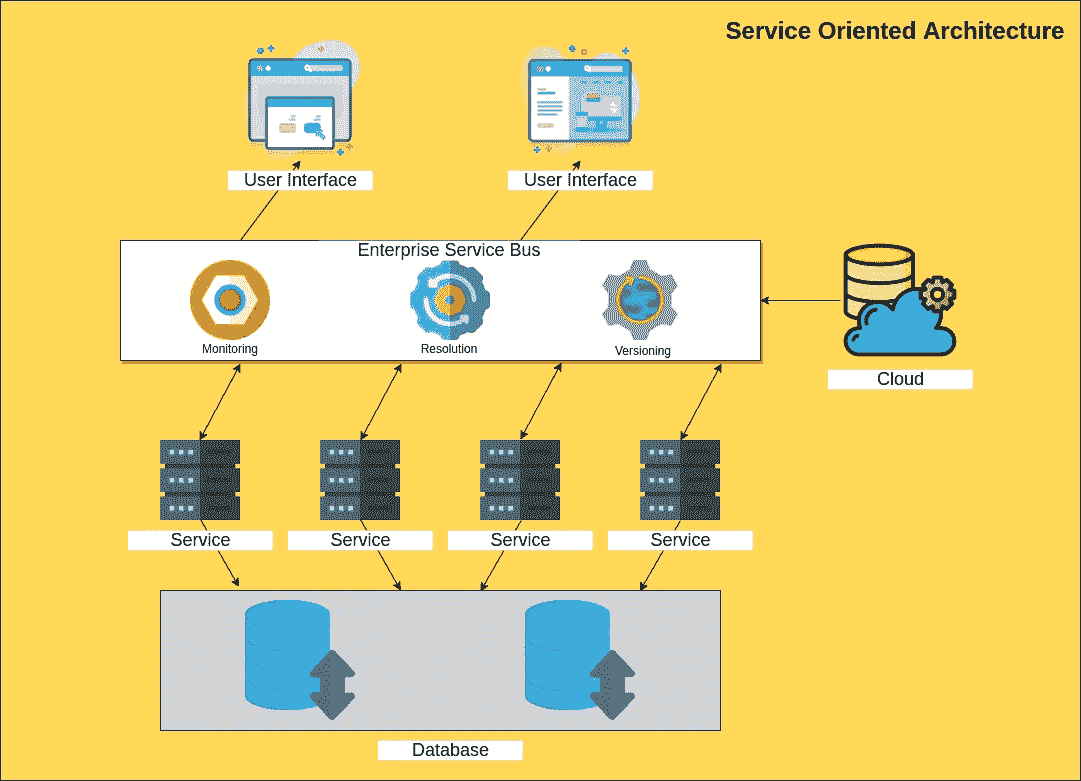 Service Oriented Architecture
User Interface
User Interface
Enterprise Service Bus
Monitoring
Resolution
Versioning
Cloud
Service
Service
Service
Service
Database